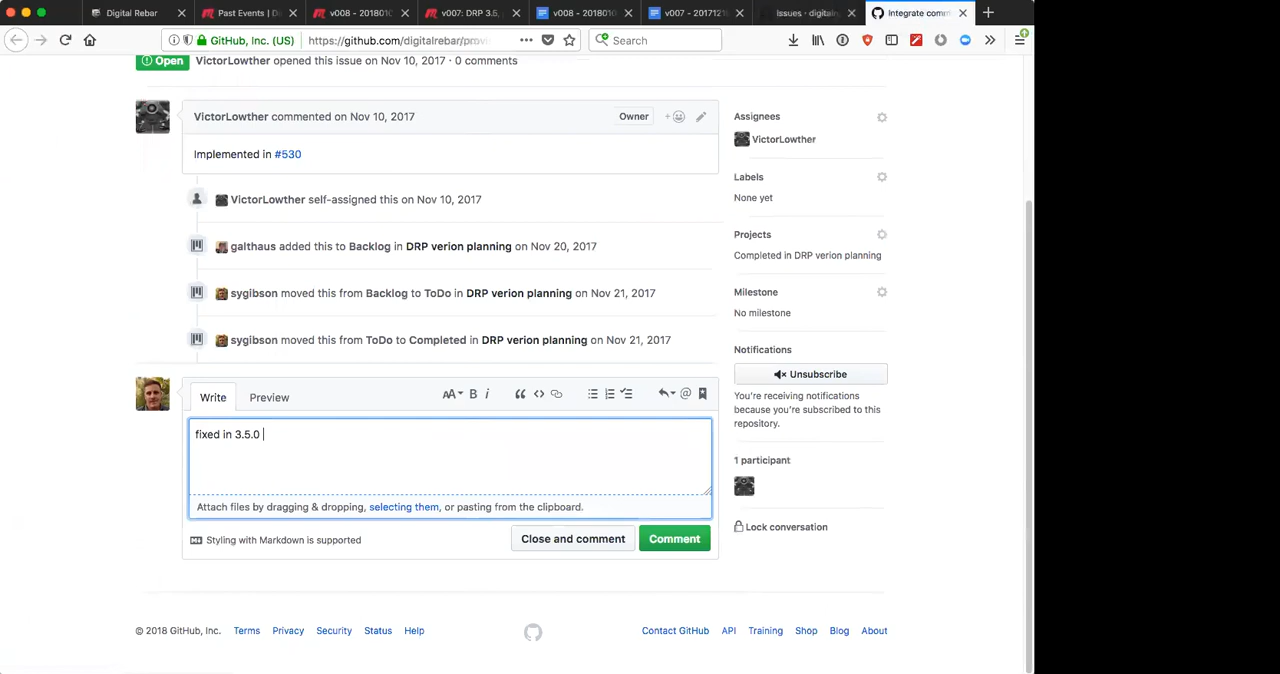 Digital Rebar
Past Events | D
v008 - 201801
v007: DRP 3.5,
v008 - 201801
v007 - 2017121
Issues · digitalr
Integrate com
GitHub, Inc. (US)
https://github.com/digitalrebar/prov
Search
Open
VictorLowther opened this issue on Nov 10, 2017 · 0 comments
VictorLowther commented on Nov 10, 2017
Owner
Implemented in #530
VictorLowther self-assigned this on Nov 10, 2017
galthaus added this to Backlog in DRP verion planning on Nov 20, 2017
sygibson moved this from Backlog to ToDo in DRP verion planning on Nov 21, 2017
sygibson moved this from ToDo to Completed in DRP verion planning on Nov 21, 2017
Write
Preview
AA
B
i
fixed in 3.5.0
Attach files by dragging & dropping, selecting them, or pasting from the clipboard.
Styling with Markdown is supported
Close and comment
Comment
Assignees
VictorLowther
Labels
None yet
Projects
Completed in DRP verion planning
Milestone
No milestone
Notifications
Unsubscribe
You're receiving notifications
because you're subscribed to this
repository.
1 participant
Lock conversation
© 2018 GitHub, Inc.
Terms
Privacy
Security
Status
Help
Contact GitHub
API
Training
Shop
Blog
About